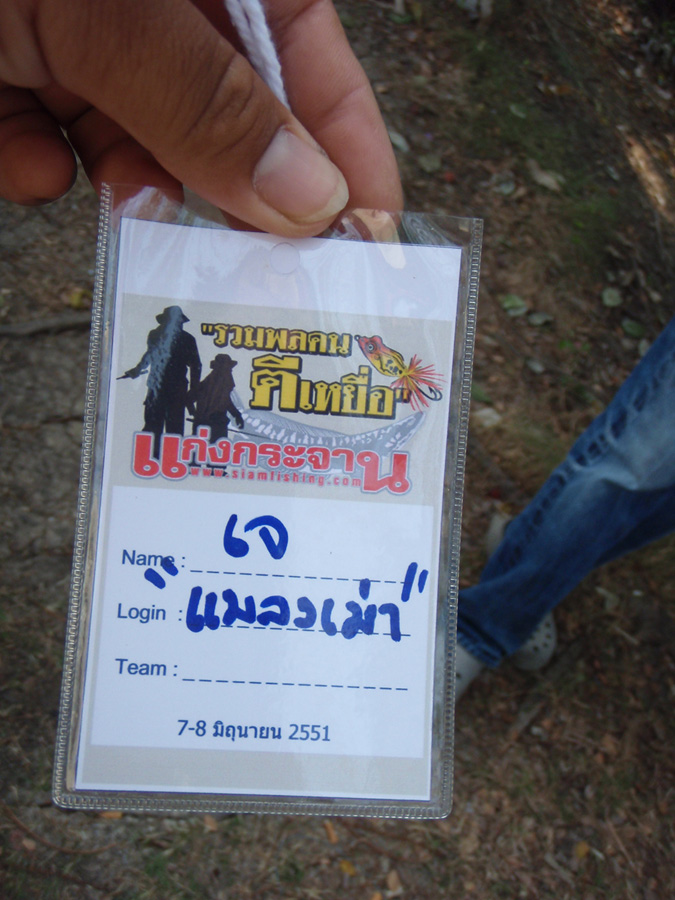 "รวมพลคน
ตีเหยื่อ"
แก่งกระจาน
www.siamfishing.com
Name : เจ
Login : "แมลงเม่า"
Team :
7-8 มิถุนายน 2551